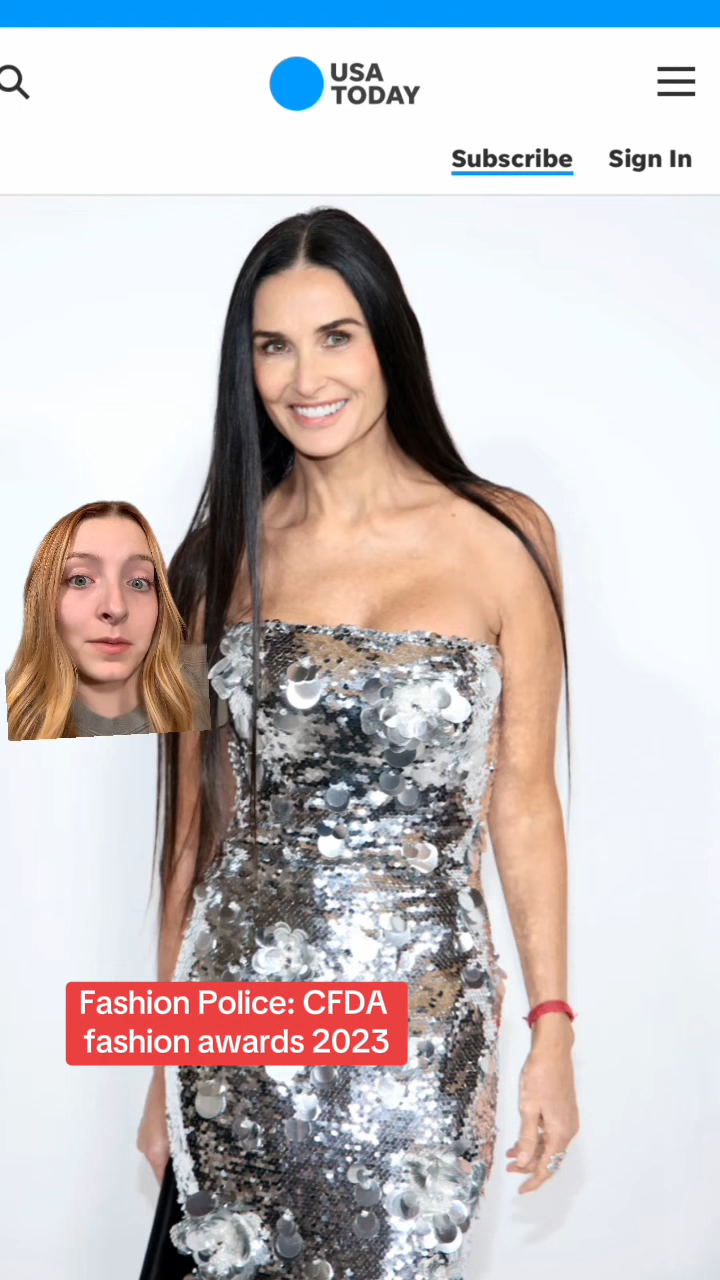 USA
TODAY
Subscribe
Sign In
Fashion Police: CFDA
fashion awards 2023